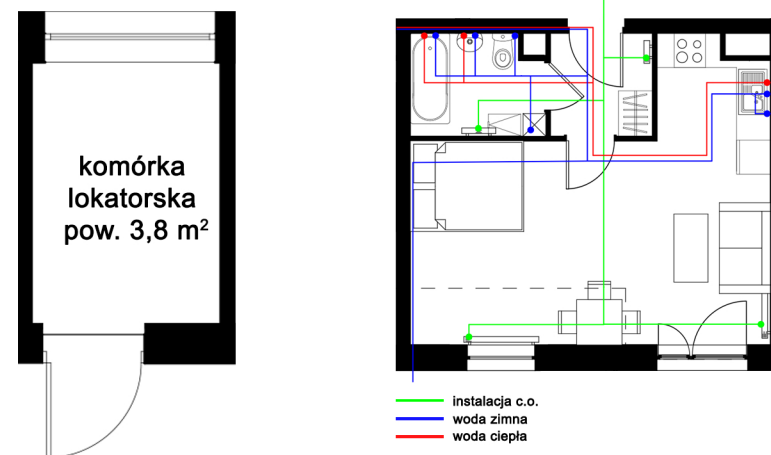 komórka
lokatorska
pow. 3,8 m²
instalacja c.o.
woda zimna
woda ciepła